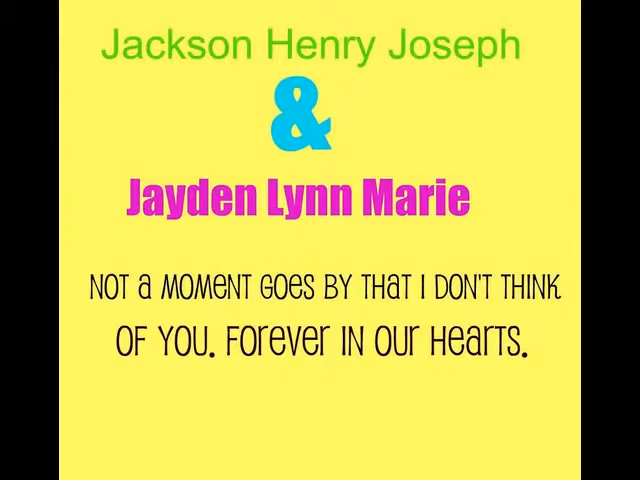 Jackson Henry Joseph
&
Jayden Lynn Marie
Not a moment goes by that I don't think
of you. Forever in our hearts.